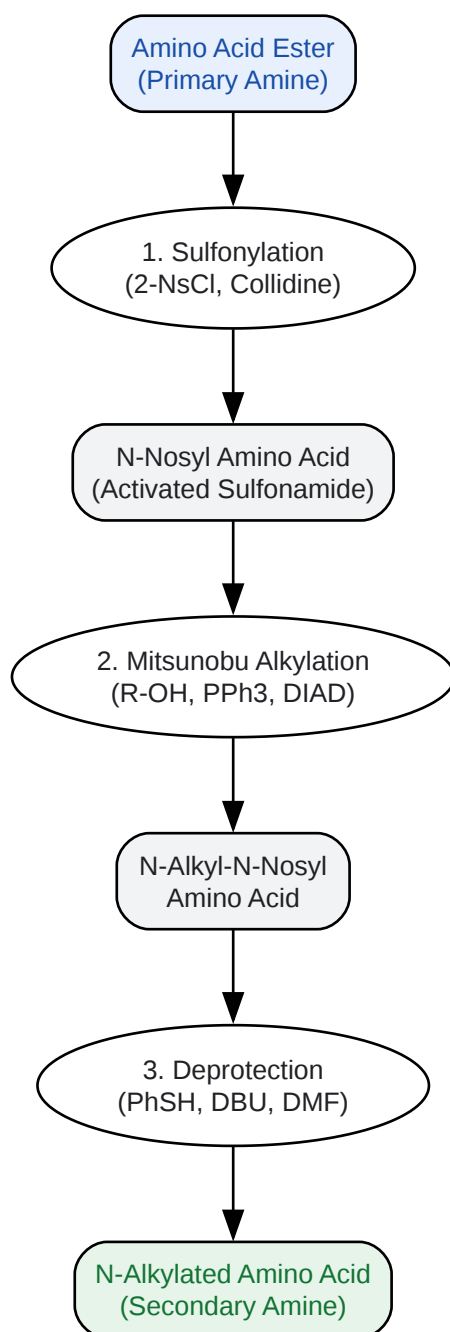 Amino Acid Ester
(Primary Amine)
1. Sulfonylation
(2-NsCl, Collidine)
N-Nosyl Amino Acid
(Activated Sulfonamide)
2. Mitsunobu Alkylation
(R-OH, PPh3, DIAD)
N-Alkyl-N-Nosyl
Amino Acid
3. Deprotection
(PhSH, DBU, DMF)
N-Alkylated Amino Acid
(Secondary Amine)